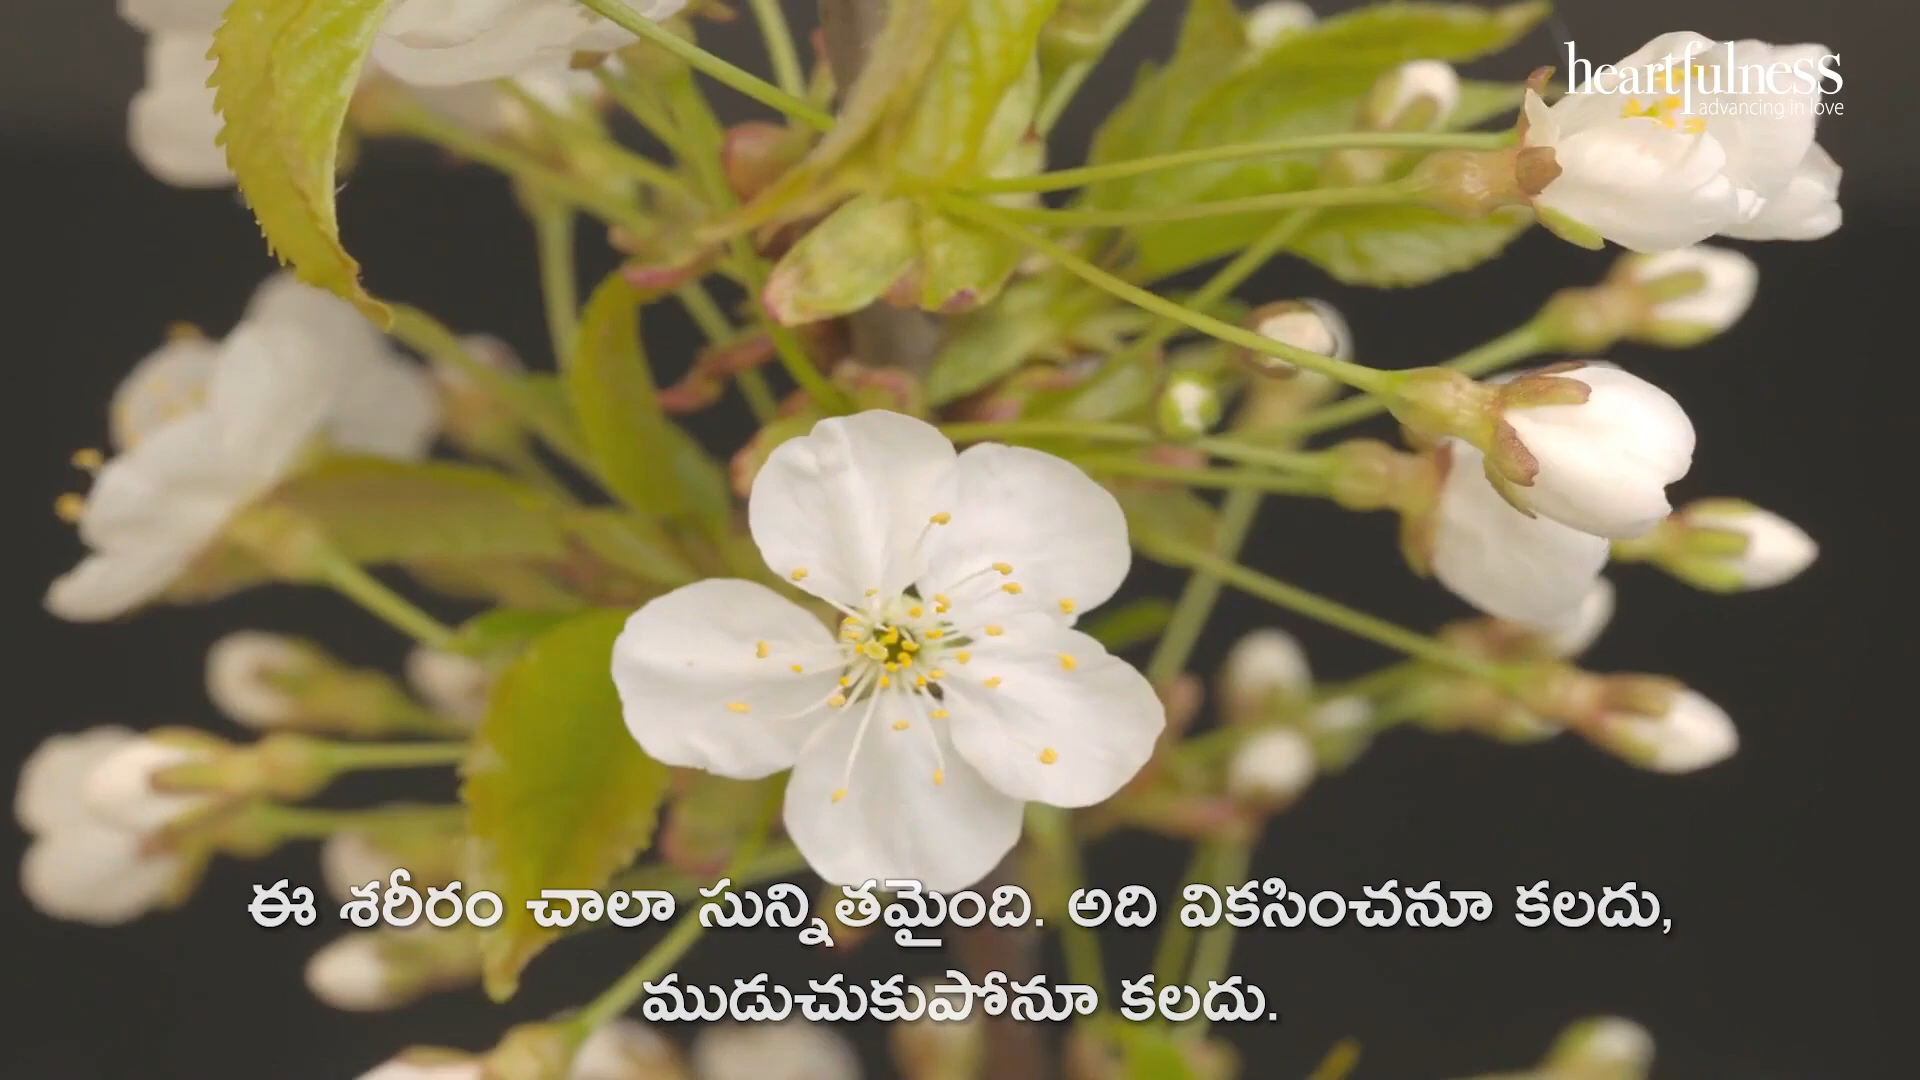 heartfulness
advancing in love
ఈ శరీరం చాలా సున్నితమైంది. అది వికసించనూ కలదు,
ముడుచుకుపోనూ కలదు.